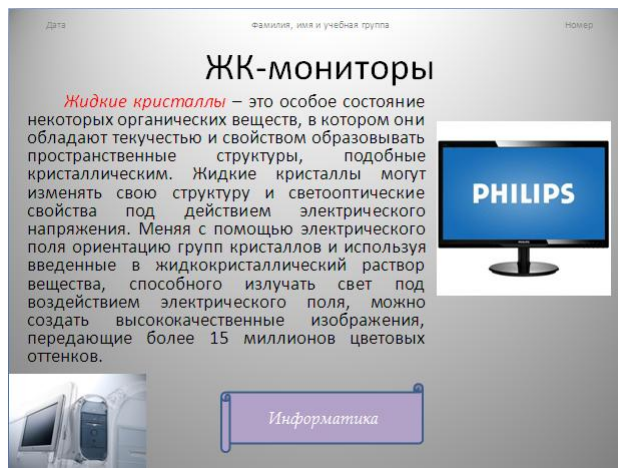 Дата Фамилия, имя и учебная группа Номер
ЖК-мониторы
Жидкие кристаллы – это особое состояние
некоторых органических веществ, в котором они
обладают текучестью и свойством образовывать
пространственные структуры, подобные
кристаллическим. Жидкие кристаллы могут
изменять свою структуру и светооптические
свойства под действием электрического
напряжения. Меняя с помощью электрического
поля ориентацию групп кристаллов и используя
введенные в жидкокристаллический раствор
вещества, способного излучать свет под
воздействием электрического поля, можно
создать высококачественные изображения,
передающие более 15 миллионов цветовых
оттенков.
PHILIPS
Информатика